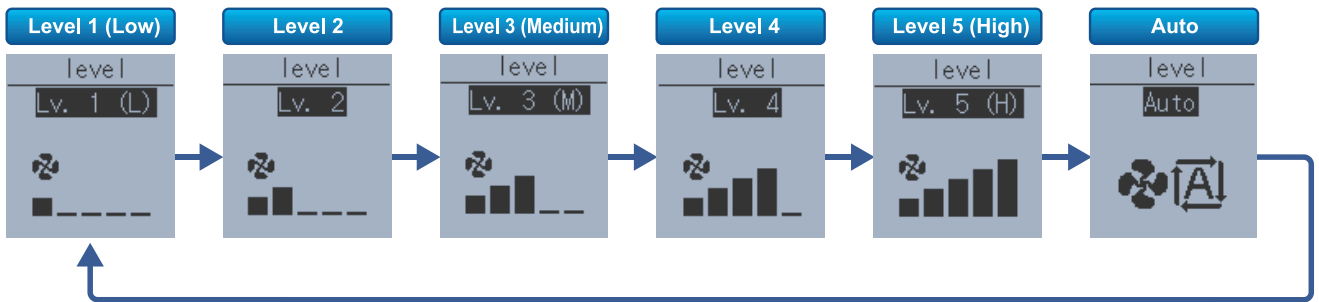 Level 1 (Low)
Level 2
Level 3 (Medium)
Level 4
Level 5 (High)
Auto
level
Lv. 1 (L)
level
Lv. 2
level
Lv. 3 (M)
level
Lv. 4
level
Lv. 5 (H)
level
Auto
A